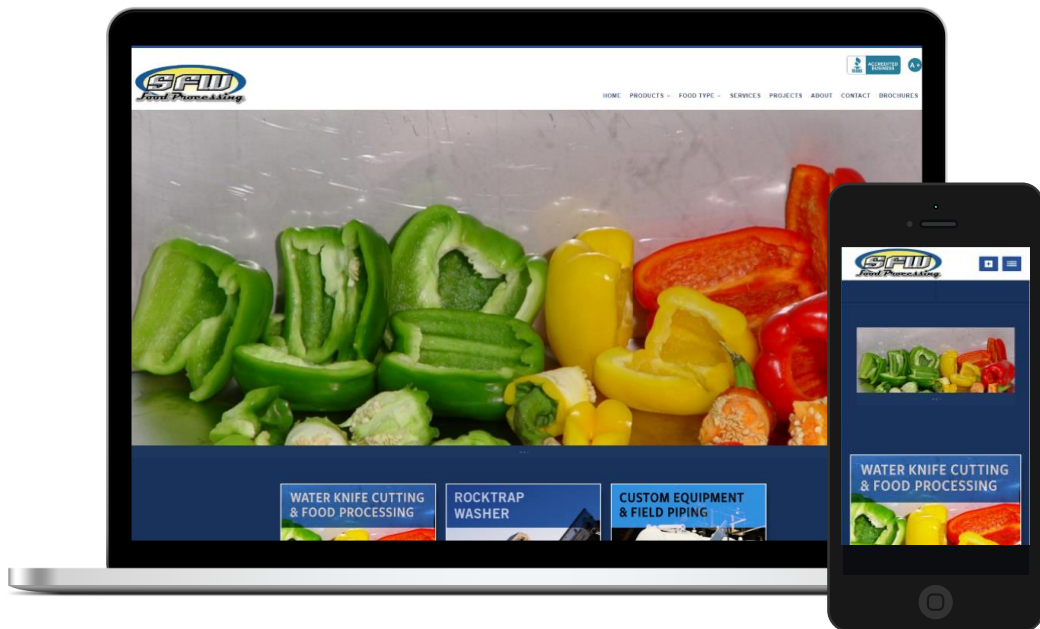 SFW
Food Processing
ACCREDITED
BUSINESS
A+
HOME PRODUCTS FOOD TYPE SERVICES PROJECTS ABOUT CONTACT BROCHURES
WATER KNIFE CUTTING
& FOOD PROCESSING
ROCKTRAP
WASHER
CUSTOM EQUIPMENT
& FIELD PIPING
SFW
Food Processing
WATER KNIFE CUTTING
& FOOD PROCESSING